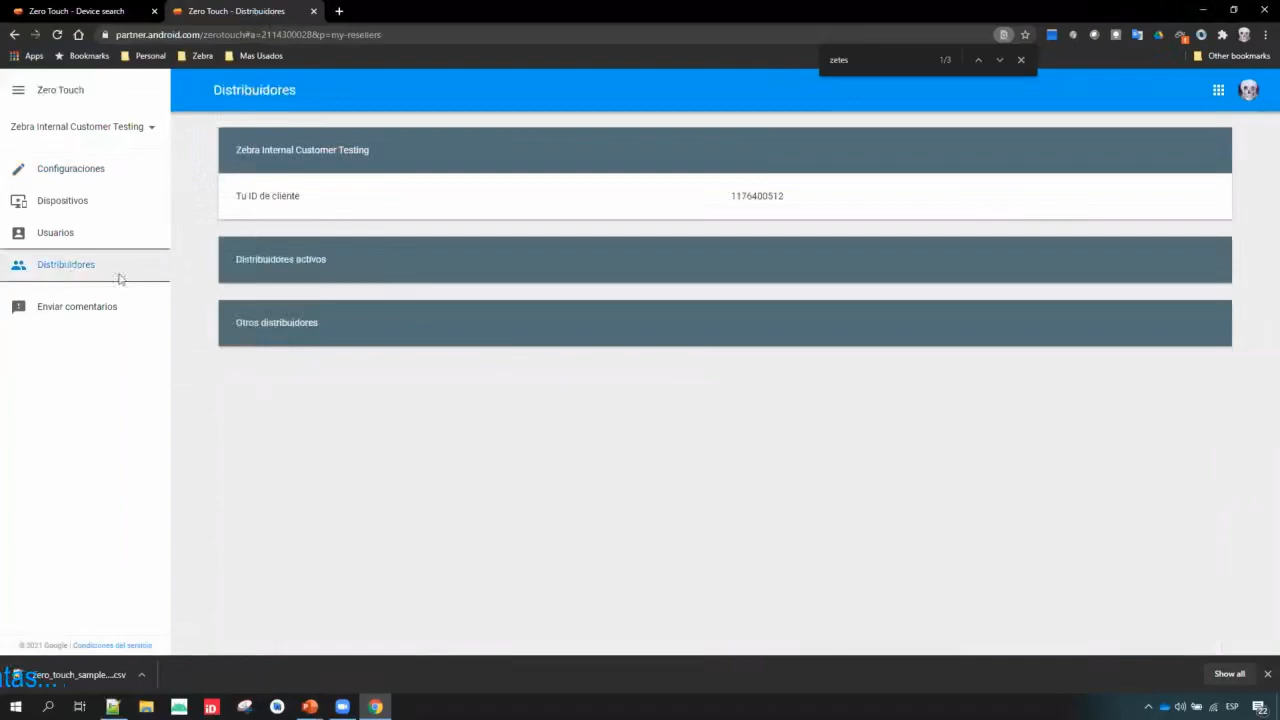 Zero Touch - Device search
Zero Touch - Distribuidores
partner.android.com/zerotouch#a=2114300028&p=my-resellers
Apps
Bookmarks
Personal
Zebra
Mas Usados
Other bookmarks
zetes
1/3
Zero Touch
Distribuidores
Zebra Internal Customer Testing
Configuraciones
Dispositivos
Usuarios
Distribuidores
Enviar comentarios
Zebra Internal Customer Testing
Tu ID de cliente
1176400512
Distribuidores activos
Otros distribuidores
© 2021 Google | Condiciones del servicio
zero_touch_sample....csv
Show all
ESP
22